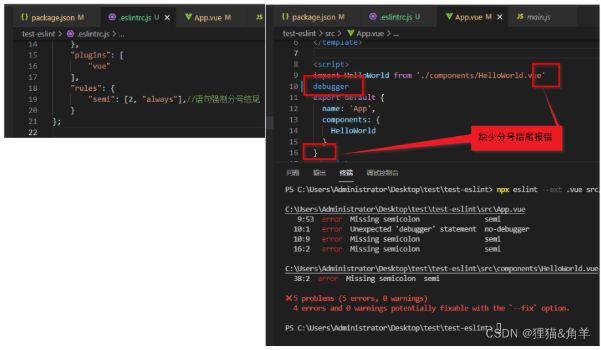 package.json M
.eslintrc.js U
App.vue
JS
test-eslint > .eslintrc.js > ...
14 },
15 "plugins": [
16 "vue"
17 ],
18 "rules": {
19 "semi": [2, "always"],//语句强制分号结尾
20 }
21 };
22
package.json M
.eslintrc.js U
App.vue M
JS main.js
test-eslint > src > App.vue > ...
6 </template>
7
8 <script>
9 import HelloWorld from './components/HelloWorld.vue'
10 debugger
11 export default {
12 name: 'App',
13 components: {
14 HelloWorld
15 }
16 }
缺少分号结尾报错
问题 输出 终端 调试控制台
PS C:\Users\Administrator\Desktop\test\test-eslint> npx eslint --ext .vue src/
C:\Users\Administrator\Desktop\test\test-eslint\src\App.vue
9:53 error Missing semicolon semi
10:1 error Unexpected 'debugger' statement no-debugger
10:9 error Missing semicolon semi
16:2 error Missing semicolon semi
C:\Users\Administrator\Desktop\test\test-eslint\src\components\HelloWorld.vue
38:2 error Missing semicolon semi
✖5 problems (5 errors, 0 warnings)
4 errors and 0 warnings potentially fixable with the `--fix` option.
PS C:\Users\Administrator\Desktop\test\test-eslint>
CSDN @狸猫&角羊